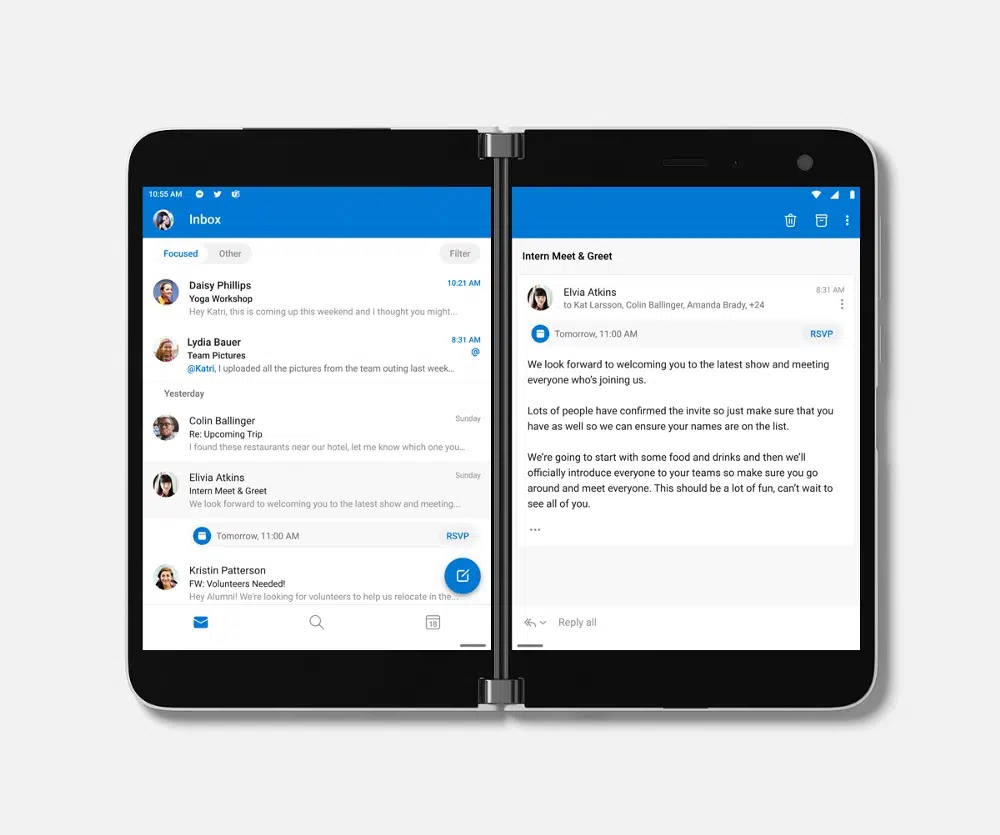 10:55 AM
Inbox
Focused Other Filter
Daisy Phillips 10:21 AM
Yoga Workshop
Hey Katri, this is coming up this weekend and i thought you might...
Lydia Bauer 8:31 AM
Team Pictures @
@Katri, I uploaded all the pictures from the team outing last week...
Yesterday
Colin Ballinger Sunday
Re: Upcoming Trip
I found these restaurants near our hotel, let me know which one you...
Elivia Atkins Sunday
Intern Meet & Greet
We look forward to welcoming you to the latest show and meeting...
Tomorrow, 11:00 AM RSVP
Kristin Patterson
FW: Volunteers Needed!
Hey Alumni! We're looking for volunteers to help us relocate in the...
18
Intern Meet & Greet
Elvia Atkins 8:31 AM
to Kat Larsson, Colin Ballinger, Amanda Brady, +24
Tomorrow, 11:00 AM RSVP
We look forward to welcoming you to the latest show and meeting
everyone who's joining us.
Lots of people have confirmed the invite so just make sure that you
have as well so we can ensure your names are on the list.
We're going to start with some food and drinks and then we'll
officially introduce everyone to your teams so make sure you go
around and meet everyone. This should be a lot of fun, can't wait to
see all of you.
...
Reply all